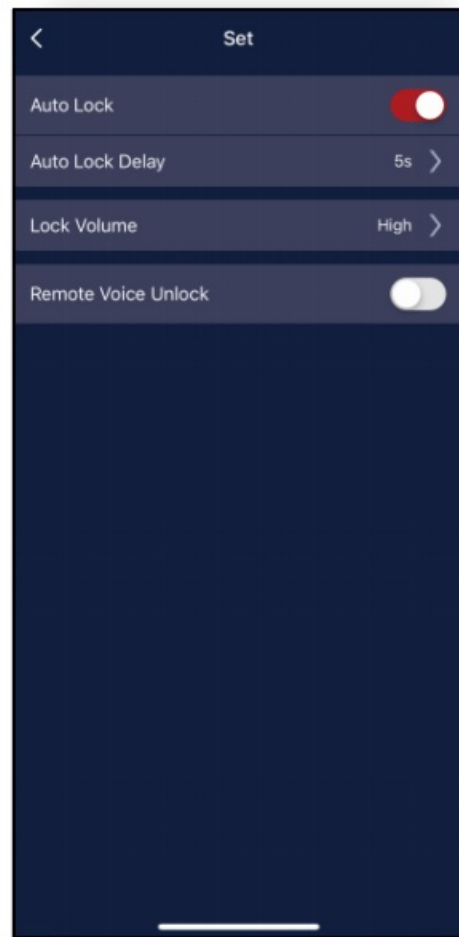 Set
Auto Lock
Auto Lock Delay 5s
Lock Volume High
Remote Voice Unlock